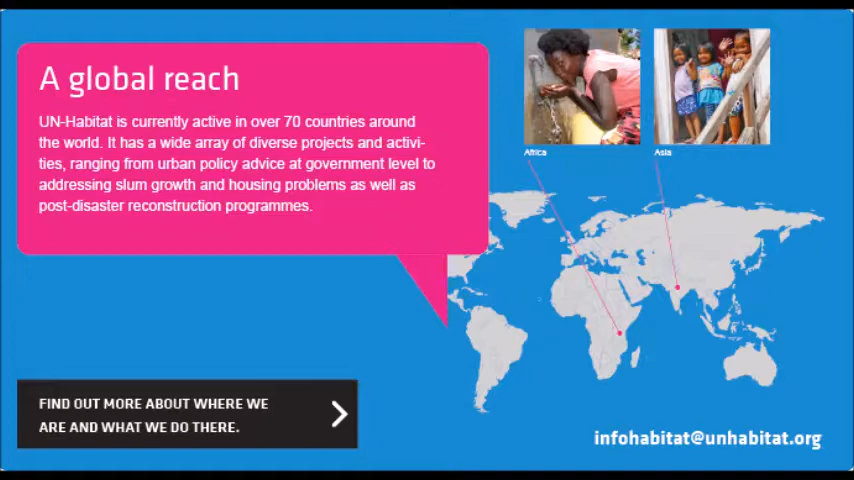 A global reach
UN-Habitat is currently active in over 70 countries around
the world. It has a wide array of diverse projects and activi-
ties, ranging from urban policy advice at government level to
addressing slum growth and housing problems as well as
post-disaster reconstruction programmes.
Africa
Asia
FIND OUT MORE ABOUT WHERE WE
ARE AND WHAT WE DO THERE.
infohabitat@unhabitat.org